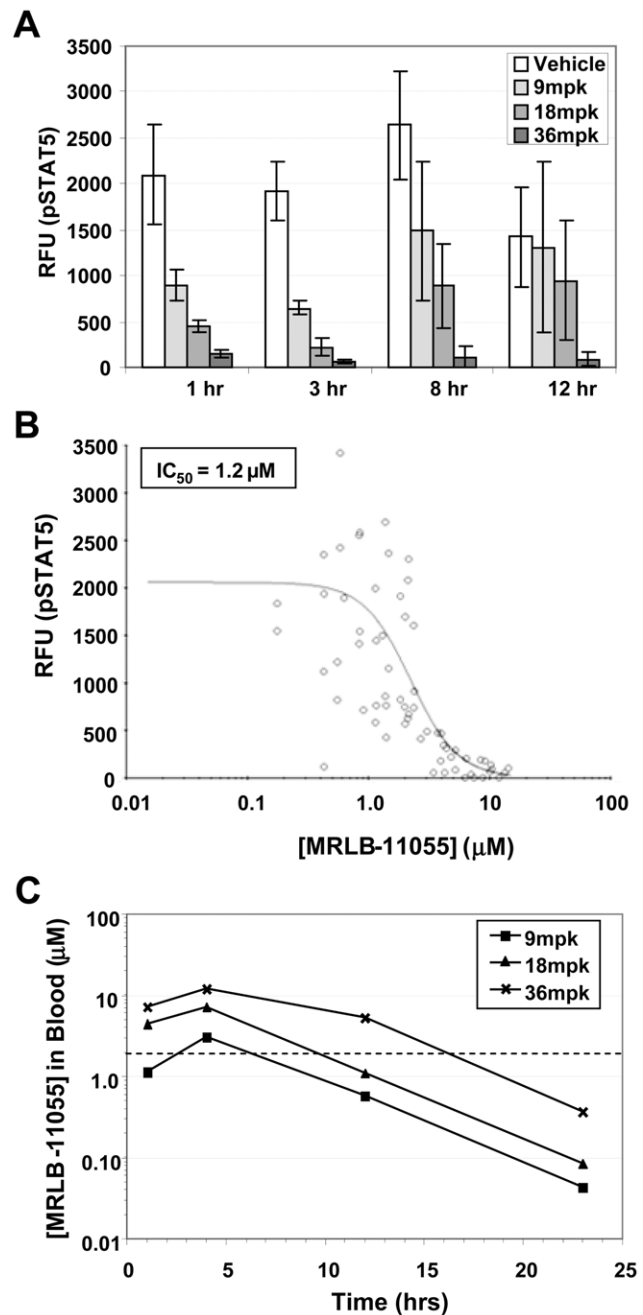 A
3500
3000
2500
2000
1500
1000
500
0
RFU (pSTAT5)
Vehicle
9mpk
18mpk
36mpk
1 hr 3 hr 8 hr 12 hr
B
IC50 = 1.2 µM
3500
3000
2500
2000
1500
1000
500
0
RFU (pSTAT5)
0.01 0.1 1.0 10 100
[MRLB-11055] (µM)
C
100
10
1.0
0.10
0.01
[MRLB -11055] in Blood (µM)
9mpk
18mpk
36mpk
0 5 10 15 20 25
Time (hrs)